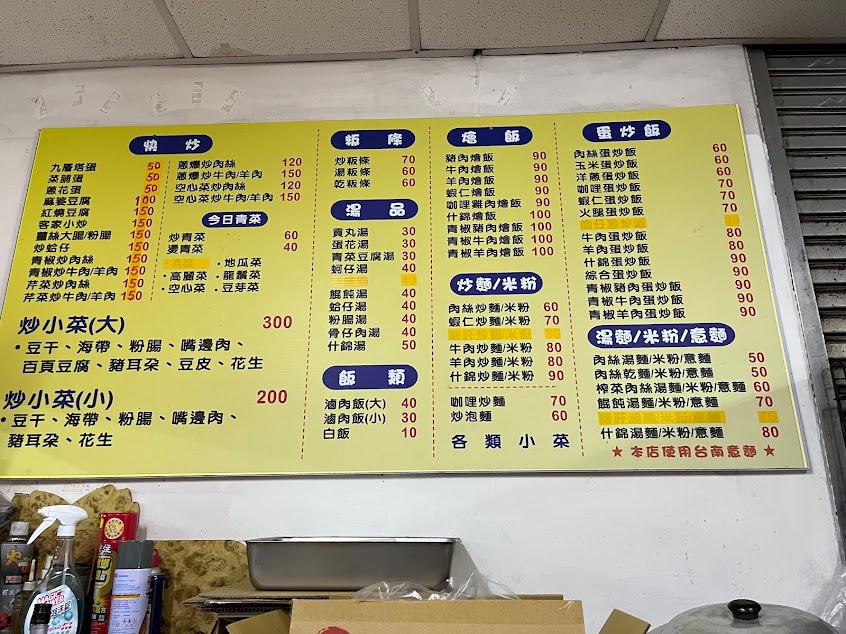 燒炒
九層塔蛋 50
菜脯蛋 50
蔥花蛋 50
麻婆豆腐 100
紅燒豆腐 150
客家小炒 150
薑絲大腸/粉腸 150
炒蛤仔 150
青椒炒肉絲 150
青椒炒牛肉/羊肉 150
芹菜炒肉絲 150
芹菜炒牛肉/羊肉 150
蔥爆炒肉絲 120
蔥爆炒牛肉/羊肉 150
空心菜炒肉絲 120
空心菜炒牛肉/羊肉 150
今日青菜
炒青菜 60
燙青菜 40
・地瓜菜
・高麗菜 ・龍鬚菜
・空心菜 ・豆芽菜
炒小菜(大) 300
・豆干、海帶、粉腸、嘴邊肉、
百頁豆腐、豬耳朵、豆皮、花生
炒小菜(小) 200
・豆干、海帶、粉腸、嘴邊肉、
豬耳朵、花生
粄條
炒粄條 70
湯粄條 60
乾粄條 60
湯品
貢丸湯 30
蛋花湯 30
青菜豆腐湯 30
蚵仔湯 40
餛飩湯 40
蛤仔湯 40
粉腸湯 40
骨仔肉湯 40
什錦湯 50
飯類
滷肉飯(大) 40
滷肉飯(小) 30
白飯 10
燴飯
豬肉燴飯 90
牛肉燴飯 90
羊肉燴飯 90
蝦仁燴飯 90
咖哩雞肉燴飯 90
什錦燴飯 100
青椒豬肉燴飯 100
青椒牛肉燴飯 100
青椒羊肉燴飯 100
炒麵/米粉
肉絲炒麵/米粉 60
蝦仁炒麵/米粉 70
牛肉炒麵/米粉 80
羊肉炒麵/米粉 80
什錦炒麵/米粉 90
咖哩炒麵 70
炒泡麵 60
各類小菜
蛋炒飯
肉絲蛋炒飯 60
玉米蛋炒飯 60
洋蔥蛋炒飯 60
咖哩蛋炒飯 70
蝦仁蛋炒飯 70
火腿蛋炒飯 70
牛肉蛋炒飯 80
羊肉蛋炒飯 80
什錦蛋炒飯 90
綜合蛋炒飯 90
青椒豬肉蛋炒飯 90
青椒牛肉蛋炒飯 90
青椒羊肉蛋炒飯 90
湯麵/米粉/意麵
肉絲湯麵/米粉/意麵 50
肉絲乾麵/米粉/意麵 50
榨菜肉絲湯麵/米粉/意麵 60
餛飩湯麵/米粉/意麵 70
什錦湯麵/米粉/意麵 80
★本店使用台南意麵★